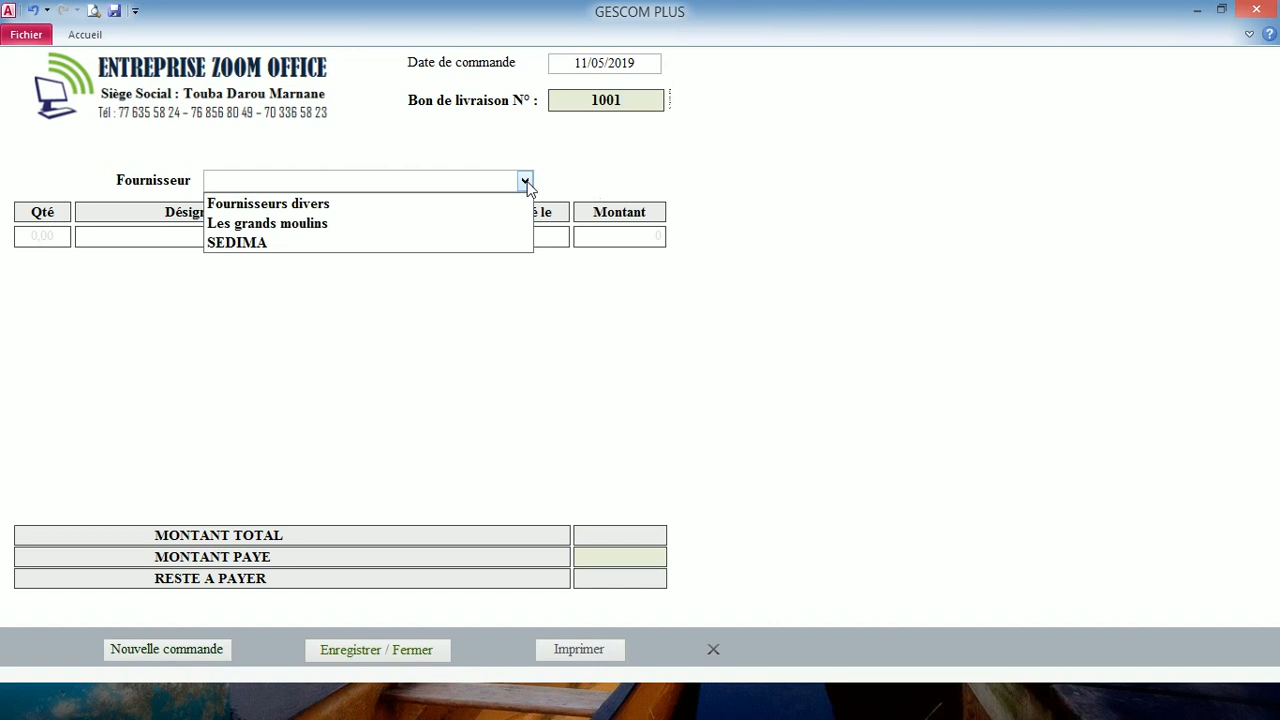 GESCOM PLUS
Fichier
Accueil
ENTREPRISE ZOOM OFFICE
Siège Social : Touba Darou Marnane
Tél : 77 635 58 24 – 76 856 80 49 – 70 336 58 23
Date de commande 11/05/2019
Bon de livraison N° : 1001
Fournisseur
Fournisseurs divers
Les grands moulins
SEDIMA
Qté Désign é le Montant
0,00 0
MONTANT TOTAL
MONTANT PAYE
RESTE A PAYER
Nouvelle commande
Enregistrer / Fermer
Imprimer